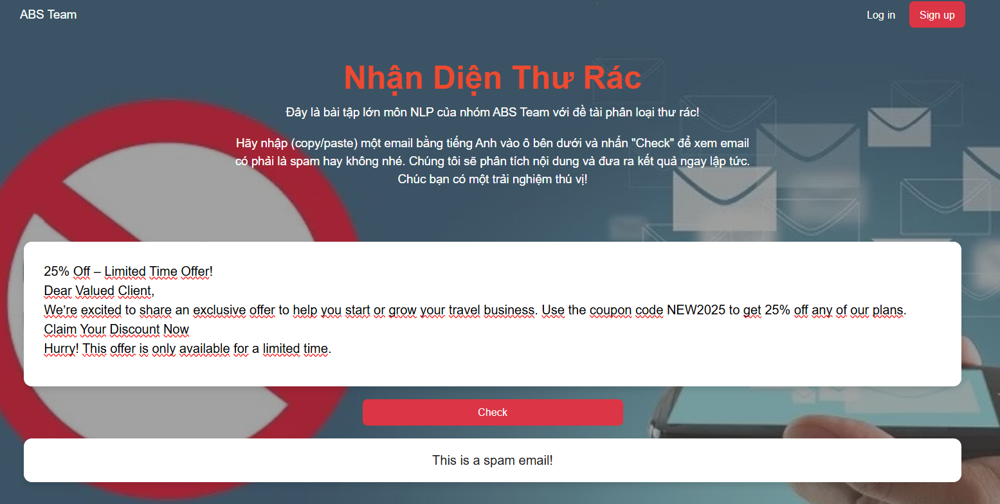 ABS Team
Log in
Sign up
Nhận Diện Thư Rác
Đây là bài tập lớn môn NLP của nhóm ABS Team với đề tài phân loại thư rác!
Hãy nhập (copy/paste) một email bằng tiếng Anh vào ô bên dưới và nhấn "Check" để xem email
có phải là spam hay không nhé. Chúng tôi sẽ phân tích nội dung và đưa ra kết quả ngay lập tức.
Chúc bạn có một trải nghiệm thú vị!
25% Off – Limited Time Offer!
Dear Valued Client,
We’re excited to share an exclusive offer to help you start or grow your travel business. Use the coupon code NEW2025 to get 25% off any of our plans.
Claim Your Discount Now
Hurry! This offer is only available for a limited time.
Check
This is a spam email!